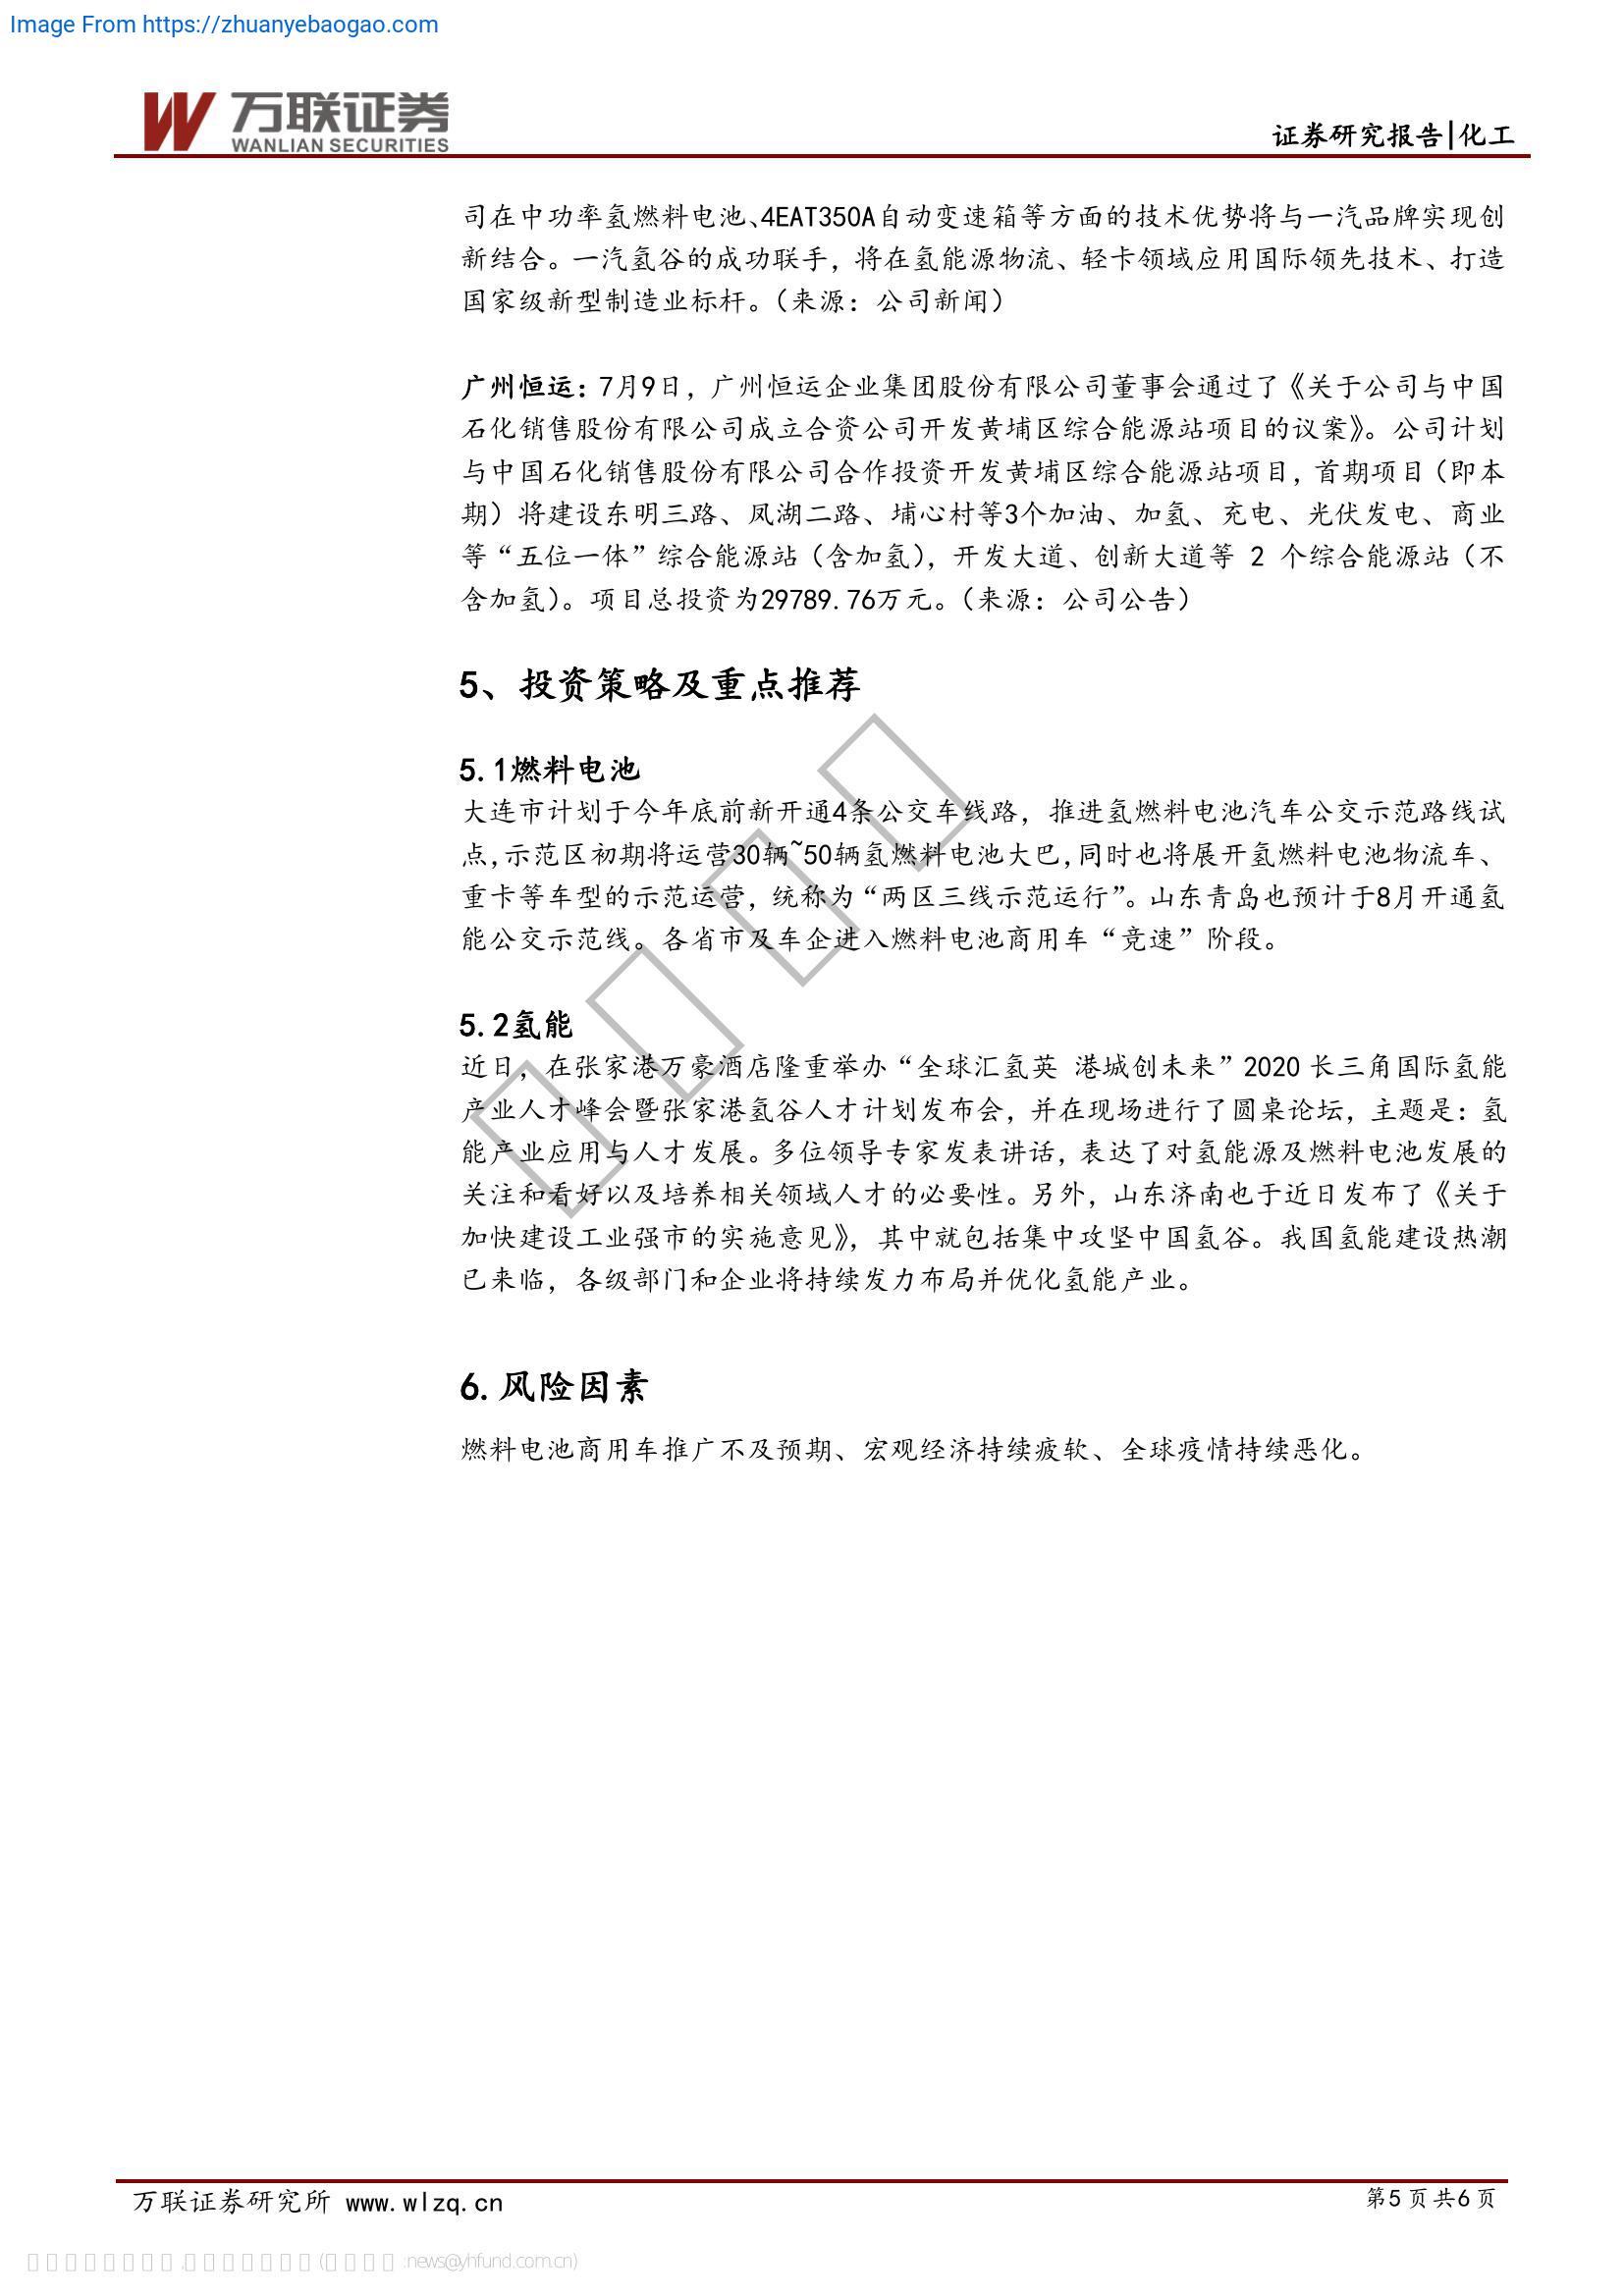 Image From https://zhuanyebaogao.com
万联证券
WANLIAN SECURITIES
证券研究报告|化工
司在中功率氢燃料电池、4EAT350A自动变速箱等方面的技术优势将与一汽品牌实现创
新结合。一汽氢谷的成功联手，将在氢能源物流、轻卡领域应用国际领先技术、打造
国家级新型制造业标杆。（来源：公司新闻）
广州恒运：7月9日，广州恒运企业集团股份有限公司董事会通过了《关于公司与中国
石化销售股份有限公司成立合资公司开发黄埔区综合能源站项目的议案》。公司计划
与中国石化销售股份有限公司合作投资开发黄埔区综合能源站项目，首期项目（即本
期）将建设东明三路、凤湖二路、埔心村等3个加油、加氢、充电、光伏发电、商业
等“五位一体”综合能源站（含加氢），开发大道、创新大道等 2 个综合能源站（不
含加氢）。项目总投资为29789.76万元。（来源：公司公告）
5、投资策略及重点推荐
5.1燃料电池
大连市计划于今年底前新开通4条公交车线路，推进氢燃料电池汽车公交示范路线试
点，示范区初期将运营30辆~50辆氢燃料电池大巴，同时也将展开氢燃料电池物流车、
重卡等车型的示范运营，统称为“两区三线示范运行”。山东青岛也预计于8月开通氢
能公交示范线。各省市及车企进入燃料电池商用车“竞速”阶段。
5.2氢能
近日，在张家港万豪酒店隆重举办“全球汇氢英 港城创未来”2020 长三角国际氢能
产业人才峰会暨张家港氢谷人才计划发布会，并在现场进行了圆桌论坛，主题是：氢
能产业应用与人才发展。多位领导专家发表讲话，表达了对氢能源及燃料电池发展的
关注和看好以及培养相关领域人才的必要性。另外，山东济南也于近日发布了《关于
加快建设工业强市的实施意见》，其中就包括集中攻坚中国氢谷。我国氢能建设热潮
已来临，各级部门和企业将持续发力布局并优化氢能产业。
6.风险因素
燃料电池商用车推广不及预期、宏观经济持续疲软、全球疫情持续恶化。
万联证券研究所 www.wlzq.cn
第5页共6页
news@yhfund.com.cn)